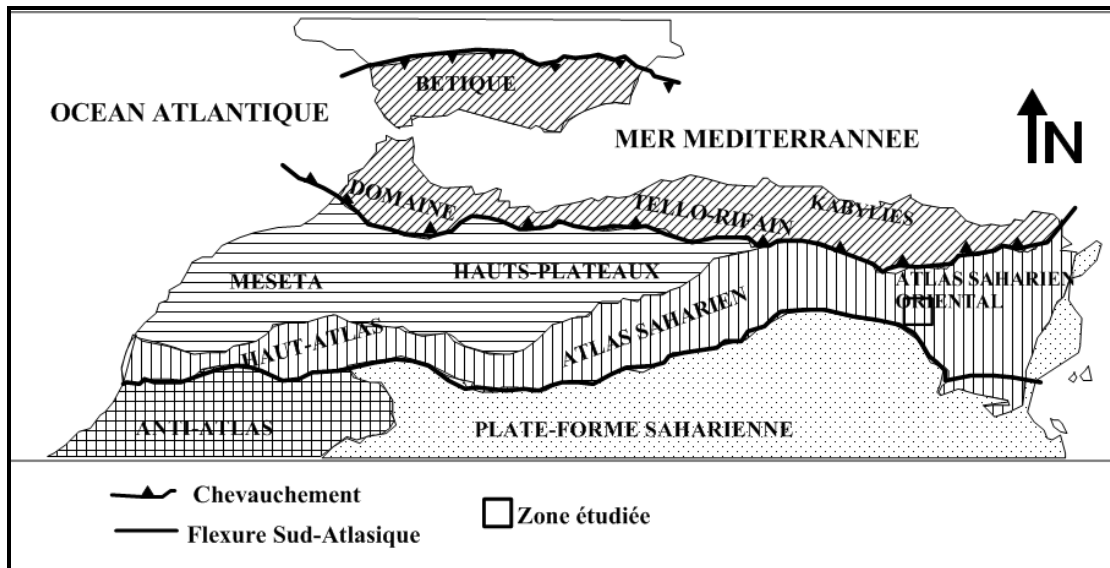 BETIQUE
OCEAN ATLANTIQUE
MER MEDITERRANNEE
N
DOMAINE
TELLO-RIFAIN
KABYLIES
MESETA
HAUTS-PLATEAUX
ATLAS SAHARIEN
ORIENTAL
HAUT-ATLAS
ATLAS SAHARIEN
ANTI-ATLAS
PLATE-FORME SAHARIENNE
Chevauchement
Zone étudiée
Flexure Sud-Atlasique